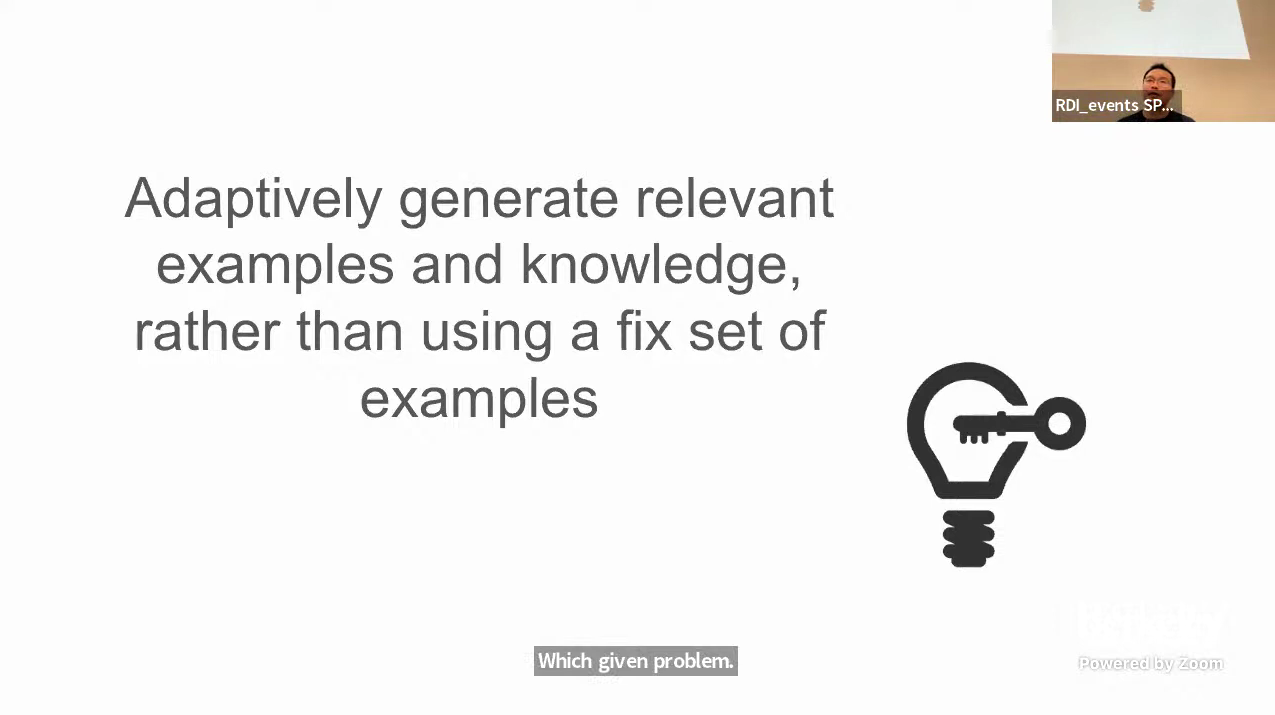 RDI_events SP...
Adaptively generate relevant
examples and knowledge,
rather than using a fix set of
examples
Which given problem.
Powered by Zoom